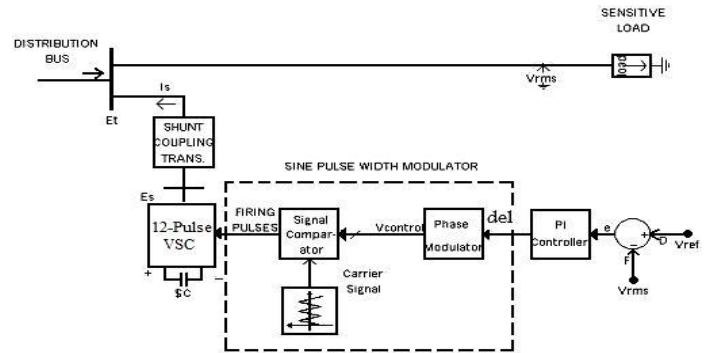 SENSITIVE
LOAD
DISTRIBUTION
BUS
Load
Vrms
Is
Et
SHUNT
COUPLING
TRANS.
SINE PULSE WIDTH MODULATOR
Es
12-Pulse
VSC
FIRING
PULSES
Signal
Compar-
ator
Vcontrol
Phase
Modulator
del
PI
Controller
e
+
D
Vref
-
F
Vrms
+
-
$C
Carrier
Signal